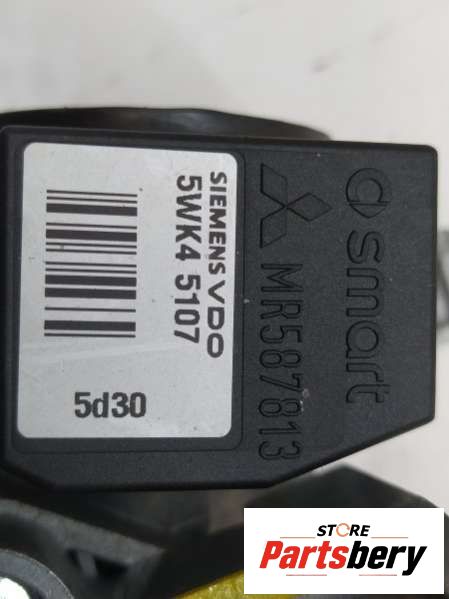 SIEMENS VDO
5WK4 5107
5d30
smart
MR587813
STORE
Partsbery